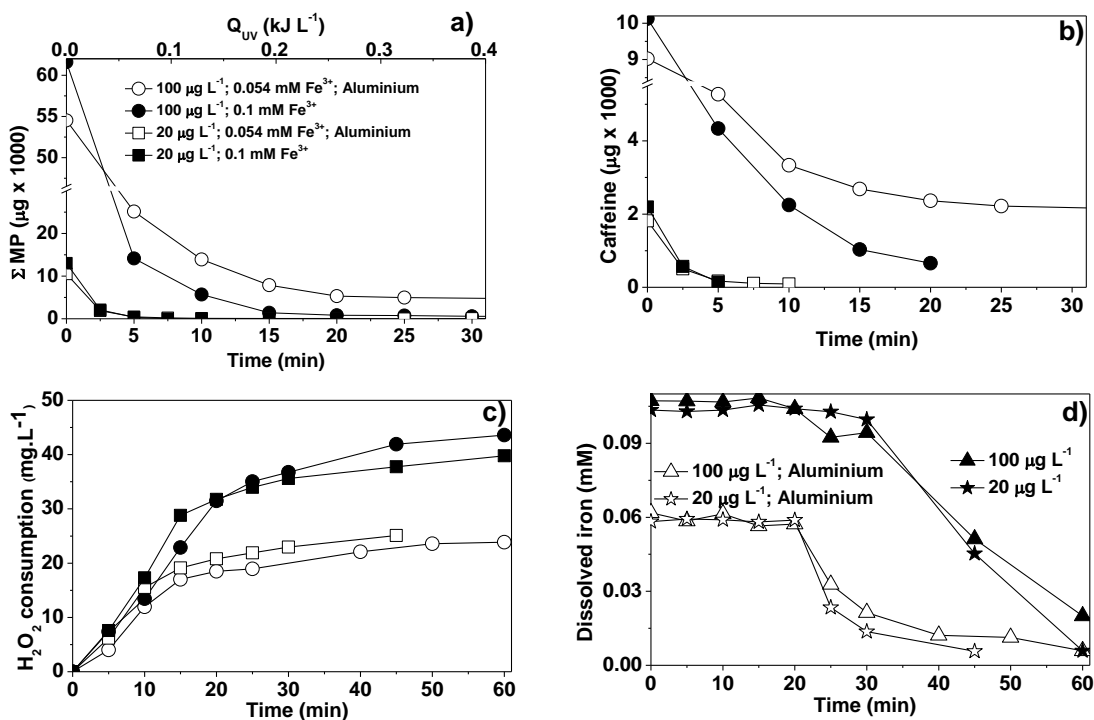 Q_UV (kJ L⁻¹)
0.0 0.1 0.2 0.3 0.4
a)
60
55
50
20
10
0
Σ MP (µg x 1000)
100 µg L⁻¹; 0.054 mM Fe³⁺; Aluminium
100 µg L⁻¹; 0.1 mM Fe³⁺
20 µg L⁻¹; 0.054 mM Fe³⁺; Aluminium
20 µg L⁻¹; 0.1 mM Fe³⁺
0 5 10 15 20 25 30
Time (min)
b)
10
9
4
2
0
Caffeine (µg x 1000)
0 5 10 15 20 25 30
Time (min)
c)
50
40
30
20
10
0
H₂O₂ consumption (mg.L⁻¹)
0 10 20 30 40 50 60
Time (min)
d)
0.09
0.06
0.03
0.00
Dissolved iron (mM)
100 µg L⁻¹; Aluminium
20 µg L⁻¹; Aluminium
100 µg L⁻¹
20 µg L⁻¹
0 10 20 30 40 50 60
Time (min)